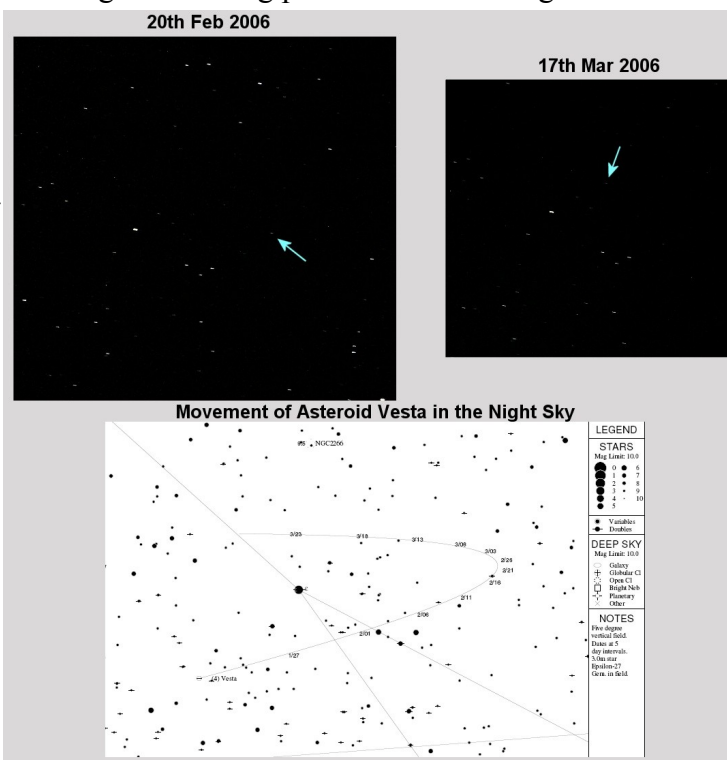 20th Feb 2006
17th Mar 2006
Movement of Asteroid Vesta in the Night Sky
NGC2266
3/23
3/18
3/13
3/08
3/03
2/26
2/21
2/16
2/11
2/06
2/01
1/27
(4) Vesta
LEGEND
STARS
Mag Limit: 10.0
0 6
1 7
2 8
3 9
4 10
5
Variables
Doubles
DEEP SKY
Mag Limit: 10.0
Galaxy
Globular Cl
Open Cl
Bright Neb
Planetary
Other
NOTES
Five degree
vertical field.
Dates at 5
day intervals.
3.0m star
Epsilon-27
Gem. in field.